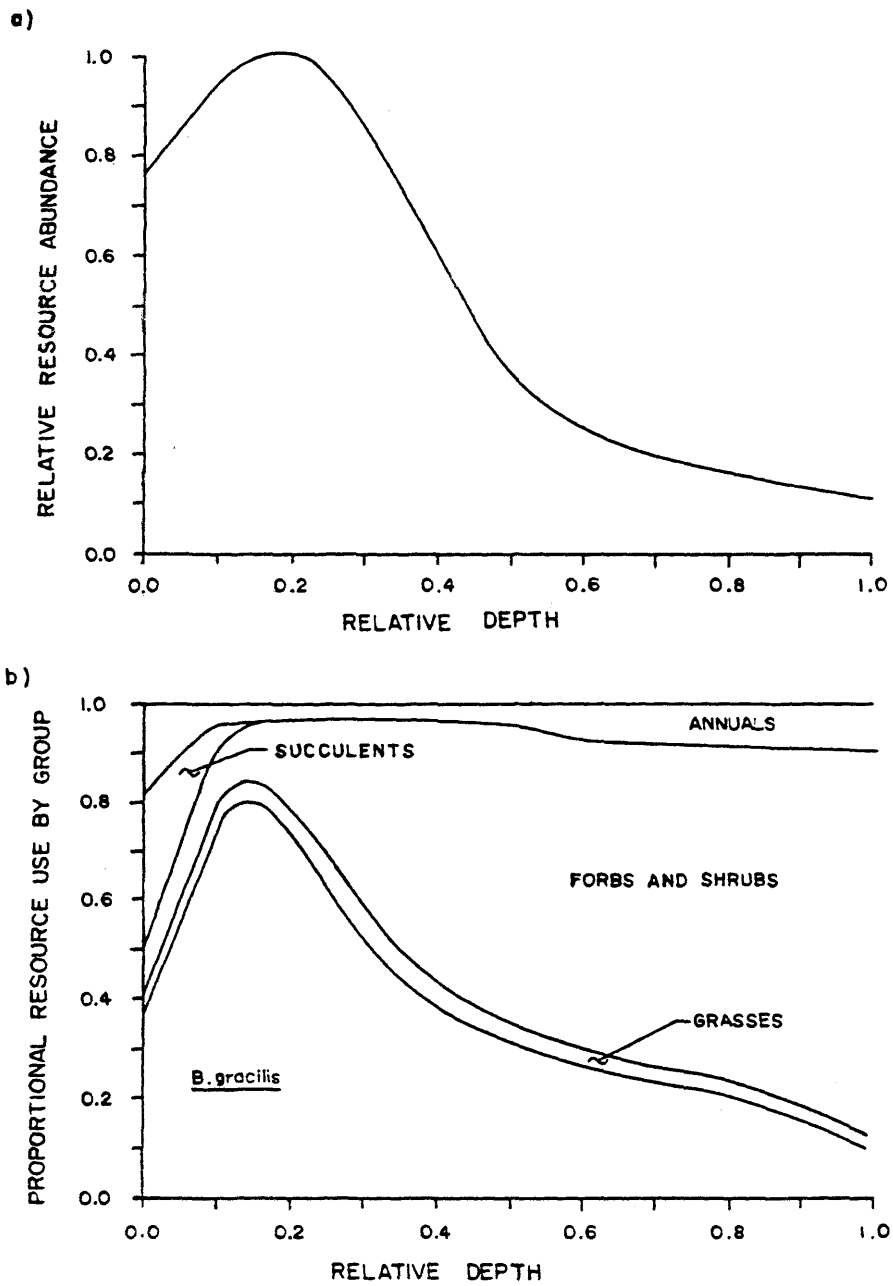 a)
RELATIVE RESOURCE ABUNDANCE
1.0
0.8
0.6
0.4
0.2
0.0
0.0 0.2 0.4 0.6 0.8 1.0
RELATIVE DEPTH
b)
PROPORTIONAL RESOURCE USE BY GROUP
1.0
0.8
0.6
0.4
0.2
0.0
ANNUALS
SUCCULENTS
FORBS AND SHRUBS
GRASSES
B. gracilis
0.0 0.2 0.4 0.6 0.8 1.0
RELATIVE DEPTH